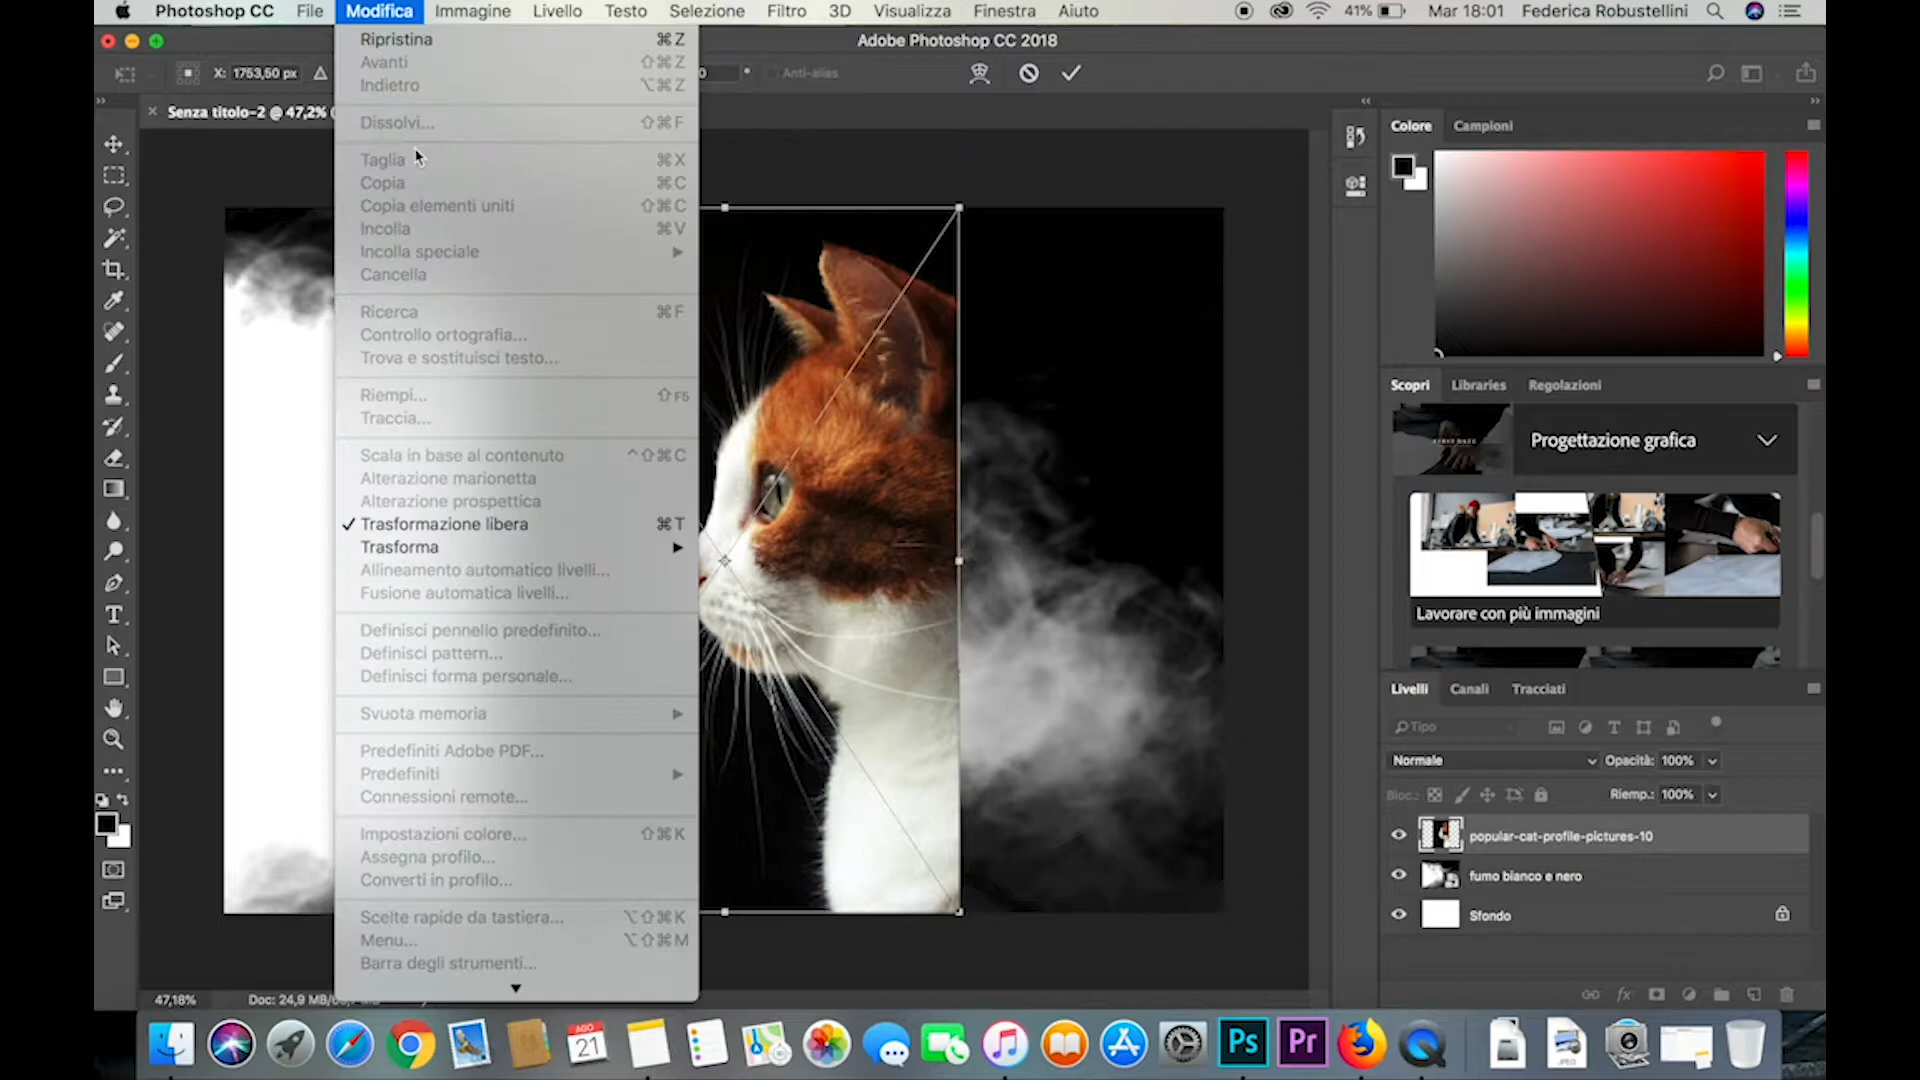 Photoshop CC File Modifica Immagine Livello Testo Selezione Filtro 3D Visualizza Finestra Aiuto 41% Mar 18:01 Federica Robustellini
Adobe Photoshop CC 2018
X: 1753,50 px Anti-alias
Senza titolo-2 @ 47,2%
Ripristina ⌘Z
Avanti ⇧⌘Z
Indietro ⌥⌘Z
Dissolvi... ⇧⌘F
Taglia ⌘X
Copia ⌘C
Copia elementi uniti ⇧⌘C
Incolla ⌘V
Incolla speciale
Cancella
Ricerca ⌘F
Controllo ortografia...
Trova e sostituisci testo...
Riempi... ⇧F5
Traccia...
Scala in base al contenuto ^⇧⌘C
Alterazione marionetta
Alterazione prospettica
✓ Trasformazione libera ⌘T
Trasforma
Allineamento automatico livelli...
Fusione automatica livelli...
Definisci pennello predefinito...
Definisci pattern...
Definisci forma personale...
Svuota memoria
Predefiniti Adobe PDF...
Predefiniti
Connessioni remote...
Impostazioni colore... ⇧⌘K
Assegna profilo...
Converti in profilo...
Scelte rapide da tastiera... ⌥⇧⌘K
Menu... ⌥⇧⌘M
Barra degli strumenti...
47,18% Doc: 24,9 MB/
Colore Campioni
Scopri Libraries Regolazioni
Progettazione grafica
Lavorare con più immagini
Livelli Canali Tracciati
Tipo
Normale Opacità: 100%
Bloc.: Riemp.: 100%
popular-cat-profile-pictures-10
fumo bianco e nero
Sfondo
AGO
21
Ps
Pr
JPEG